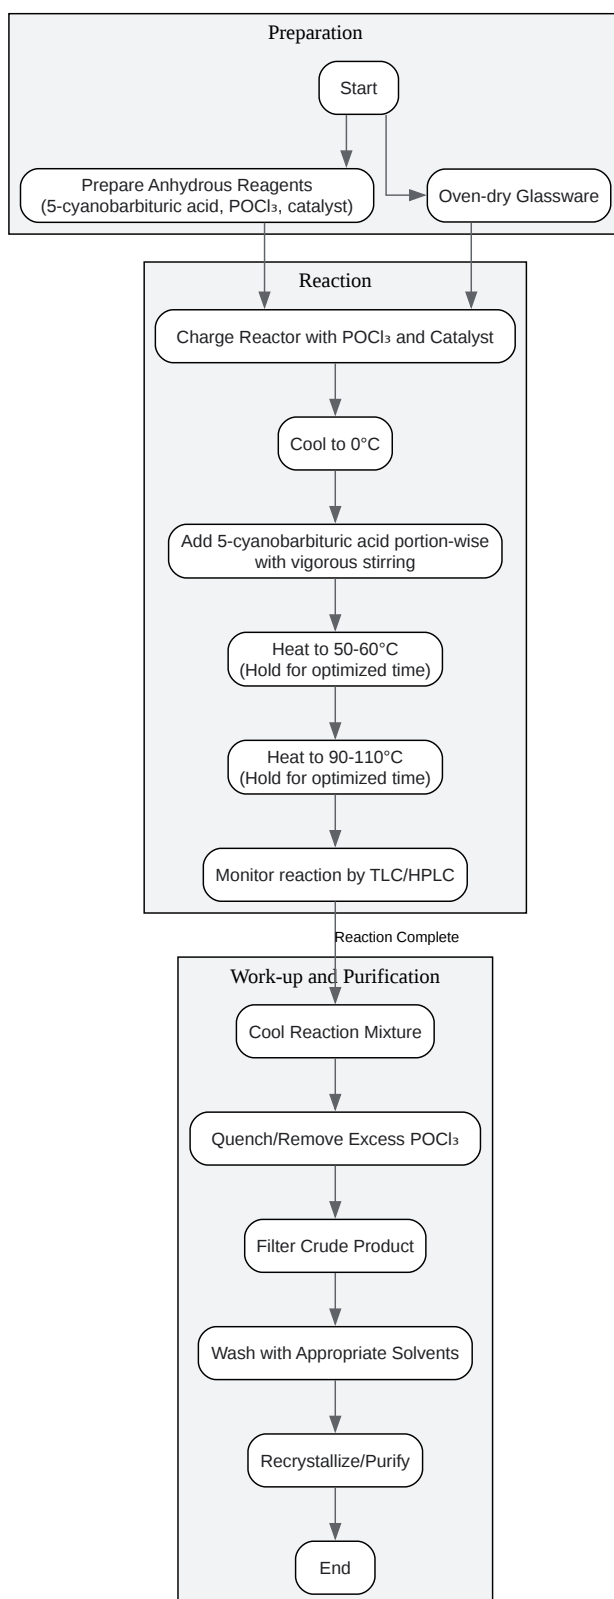 Preparation
Start
Prepare Anhydrous Reagents
(5-cyanobarbituric acid, POCl₃, catalyst)
Oven-dry Glassware
Reaction
Charge Reactor with POCl₃ and Catalyst
Cool to 0°C
Add 5-cyanobarbituric acid portion-wise
with vigorous stirring
Heat to 50-60°C
(Hold for optimized time)
Heat to 90-110°C
(Hold for optimized time)
Monitor reaction by TLC/HPLC
Reaction Complete
Work-up and Purification
Cool Reaction Mixture
Quench/Remove Excess POCl₃
Filter Crude Product
Wash with Appropriate Solvents
Recrystallize/Purify
End